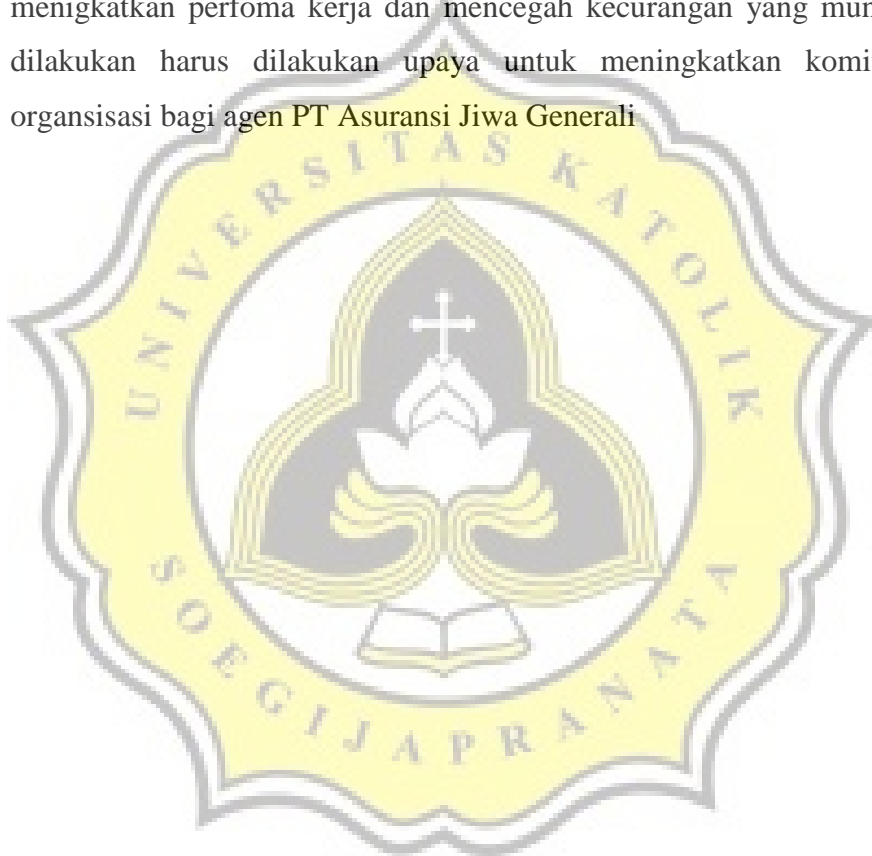 menigkatkan perfoma kerja dan mencegah kecurangan yang mun
dilakukan harus dilakukan upaya untuk meningkatkan komi
organsisasi bagi agen PT Asuransi Jiwa Generali
UNIVERSITAS KATOLIK
SOEGIJAPRANATA